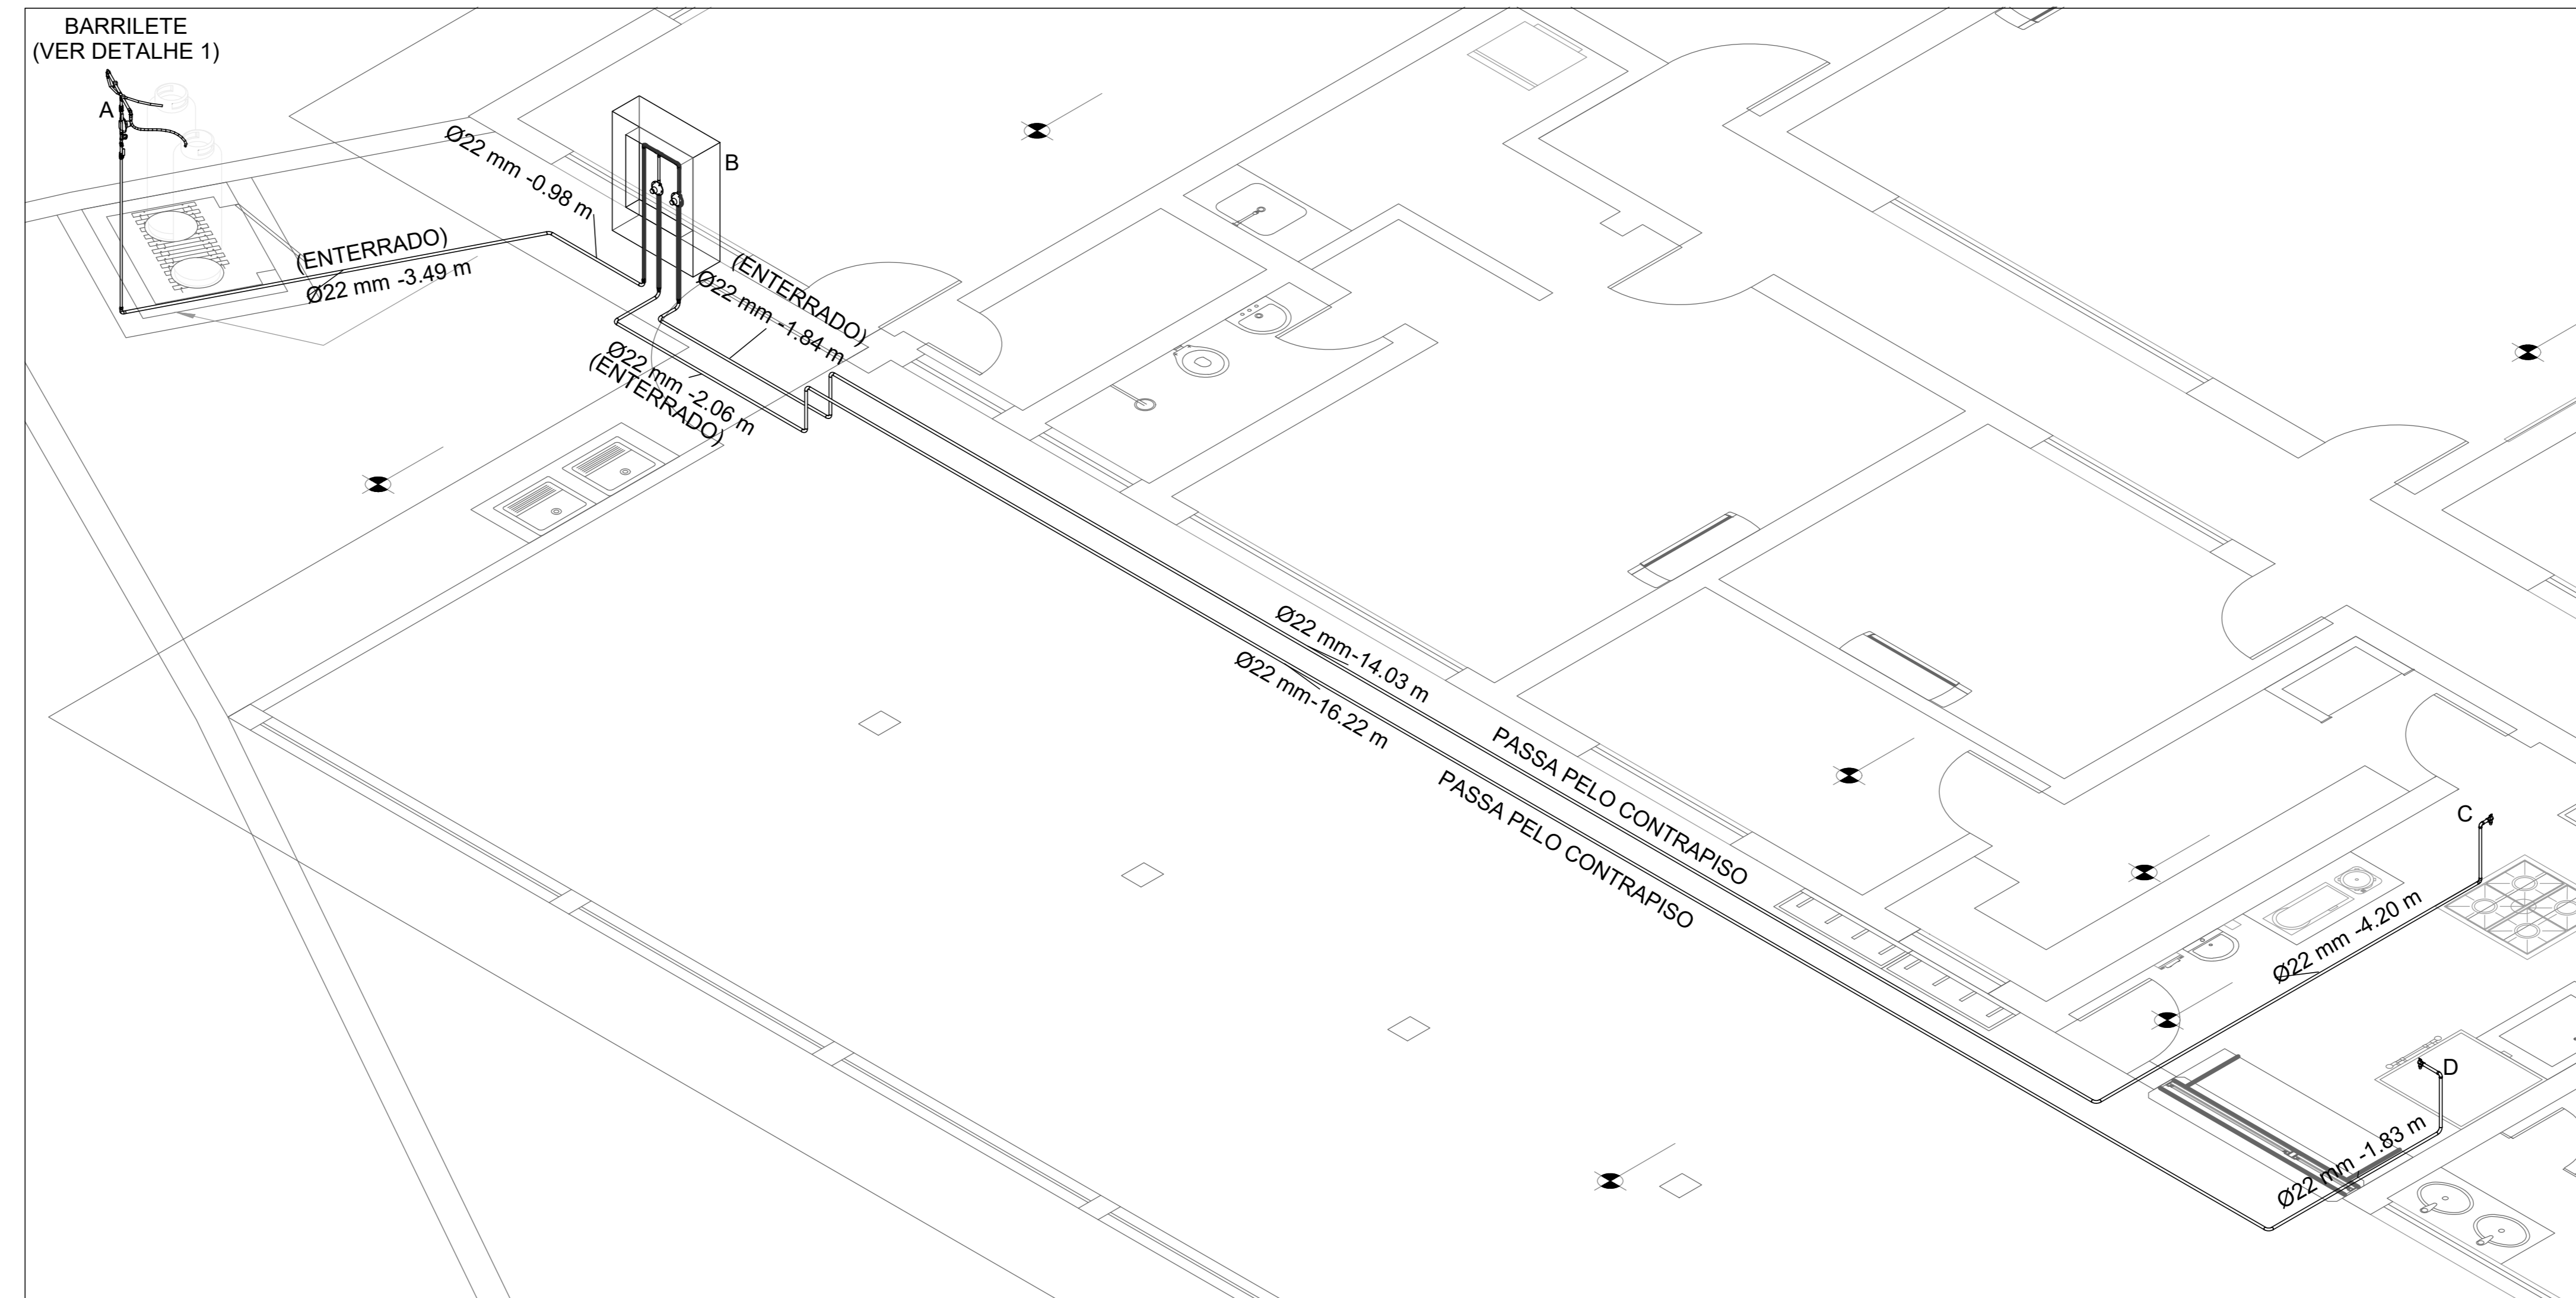 BARRILETE
(VER DETALHE 1)
A
Ø22 mm -0.98 m
B
(ENTERRADO)
Ø22 mm -3.49 m
(ENTERRADO)
Ø22 mm -1.84 m
Ø22 mm -2.06 m
(ENTERRADO)
Ø22 mm-14.03 m
Ø22 mm-16.22 m
PASSA PELO CONTRAPISO
PASSA PELO CONTRAPISO
C
Ø22 mm -4.20 m
D
Ø22 mm -1.83 m